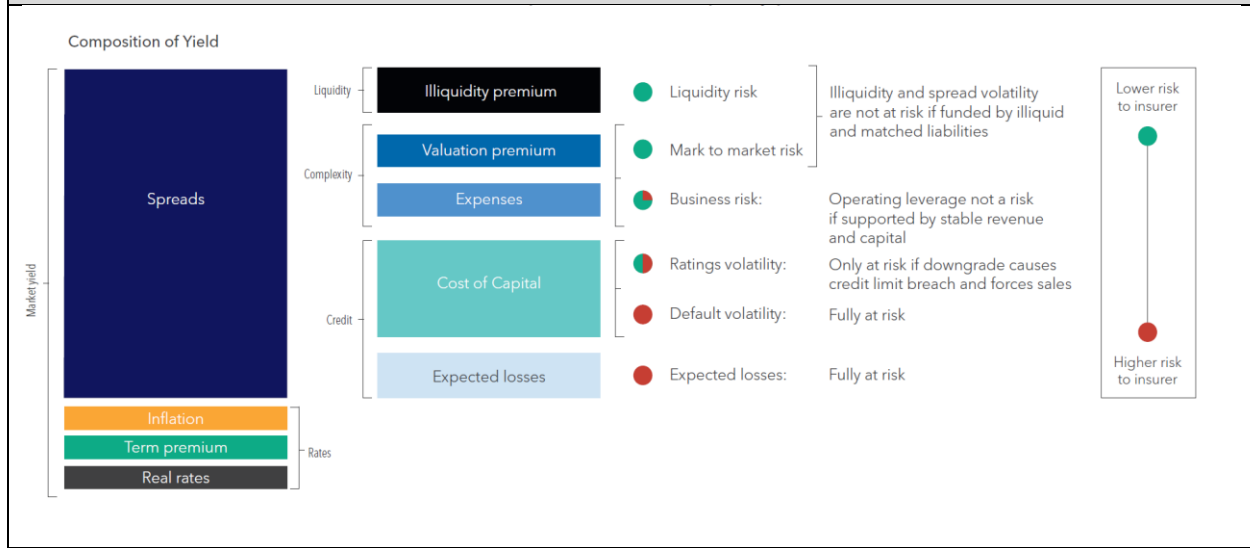 Composition of Yield
Market yield
Spreads
Inflation
Term premium
Real rates
Rates
Liquidity
Complexity
Credit
Illiquidity premium
Valuation premium
Expenses
Cost of Capital
Expected losses
Liquidity risk
Mark to market risk
Illiquidity and spread volatility
are not at risk if funded by illiquid
and matched liabilities
Business risk:
Operating leverage not a risk
if supported by stable revenue
and capital
Ratings volatility:
Only at risk if downgrade causes
credit limit breach and forces sales
Default volatility:
Fully at risk
Expected losses:
Fully at risk
Lower risk
to insurer
Higher risk
to insurer